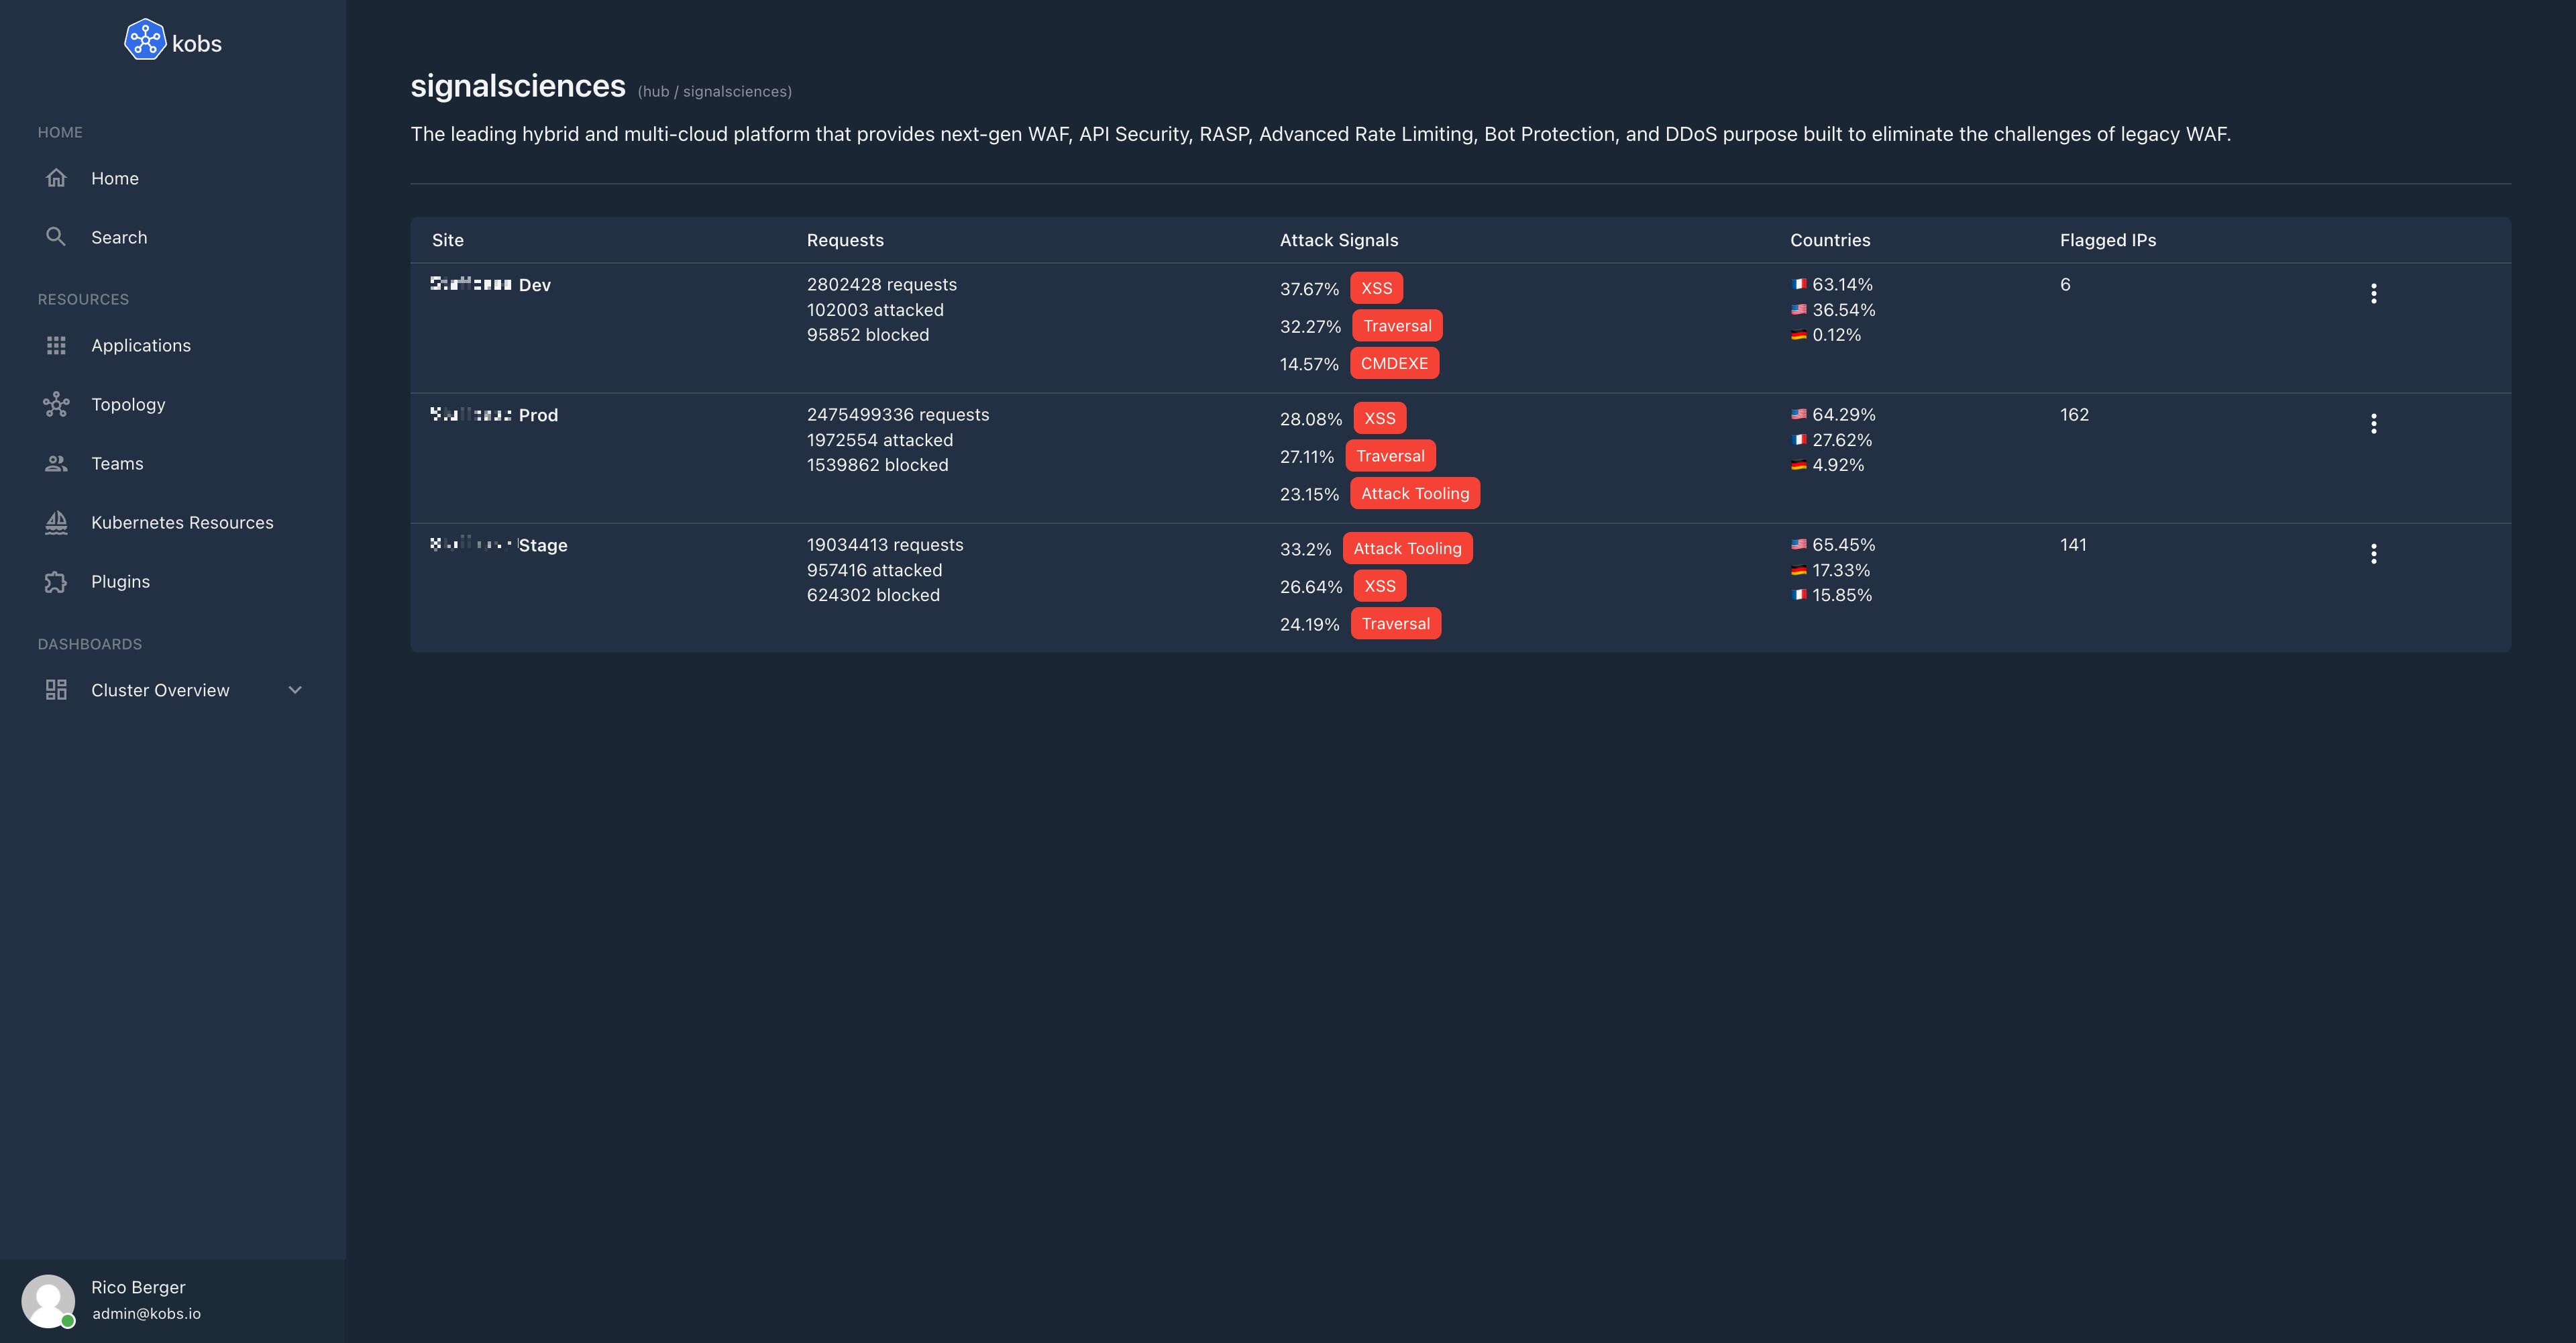 kobs
HOME
Home
Search
RESOURCES
Applications
Topology
Teams
Kubernetes Resources
Plugins
DASHBOARDS
Cluster Overview
Rico Berger
admin@kobs.io
signalsciences (hub / signalsciences)
The leading hybrid and multi-cloud platform that provides next-gen WAF, API Security, RASP, Advanced Rate Limiting, Bot Protection, and DDoS purpose built to eliminate the challenges of legacy WAF.
Site Requests Attack Signals Countries Flagged IPs
Dev
2802428 requests
102003 attacked
95852 blocked
37.67% XSS
32.27% Traversal
14.57% CMDEXE
63.14%
36.54%
0.12%
6
Prod
2475499336 requests
1972554 attacked
1539862 blocked
28.08% XSS
27.11% Traversal
23.15% Attack Tooling
64.29%
27.62%
4.92%
162
Stage
19034413 requests
957416 attacked
624302 blocked
33.2% Attack Tooling
26.64% XSS
24.19% Traversal
65.45%
17.33%
15.85%
141